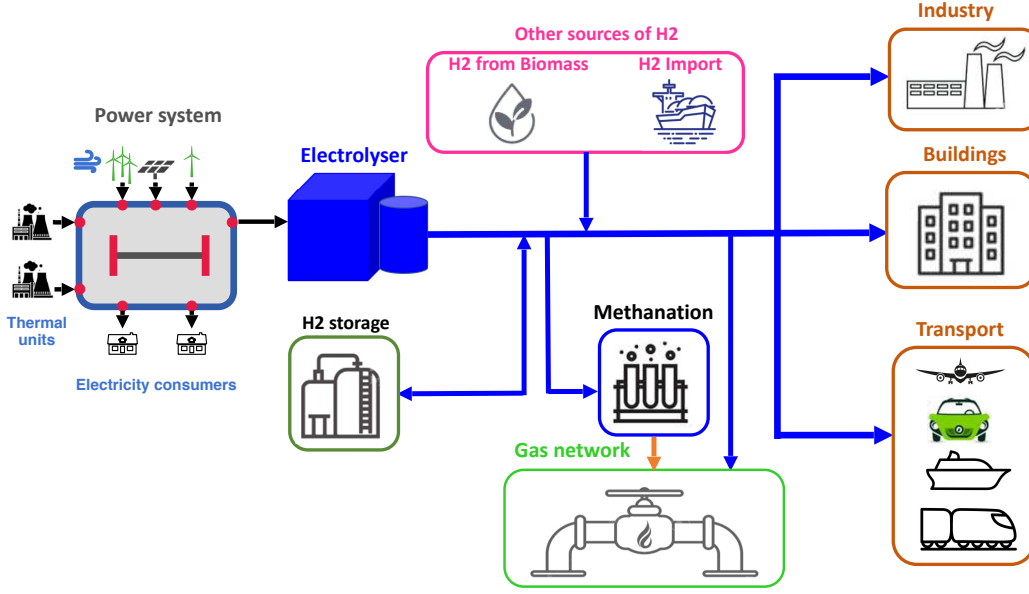 Industry
Other sources of H2
H2 from Biomass
H2 Import
Power system
Electrolyser
Buildings
Thermal
units
H2 storage
Methanation
Transport
Electricity consumers
Gas network